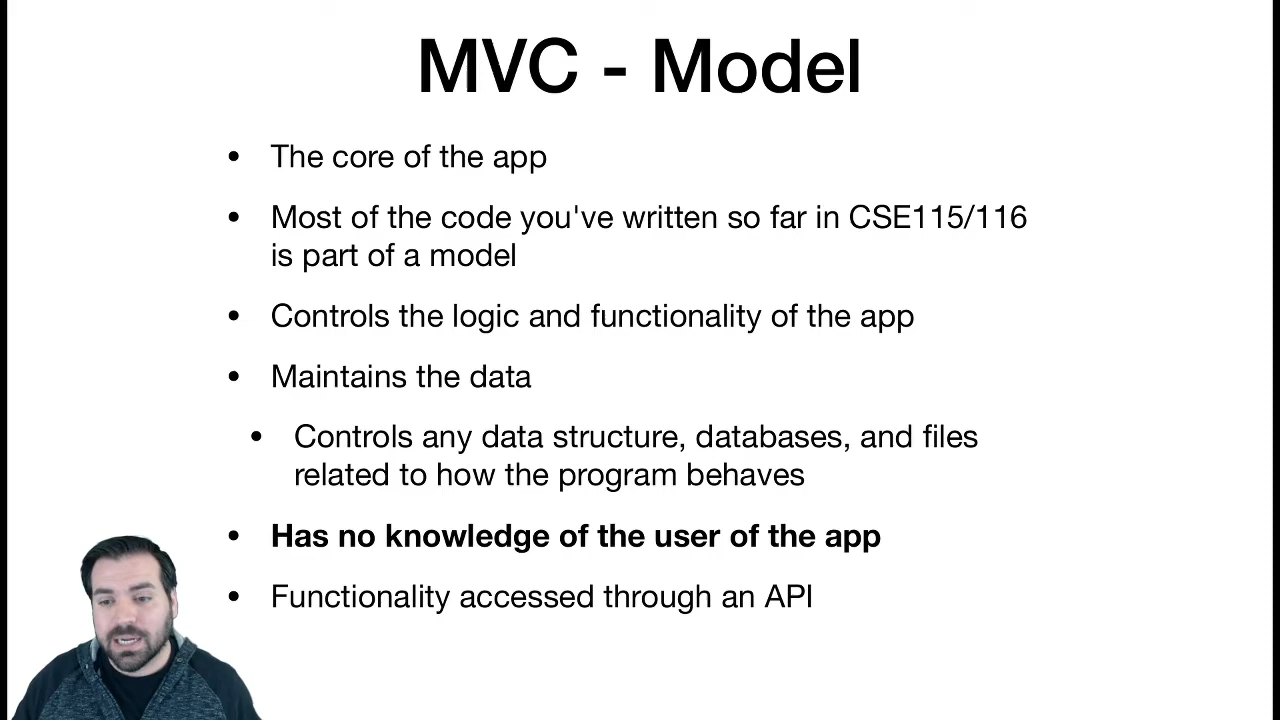 MVC - Model
• The core of the app
• Most of the code you've written so far in CSE115/116
is part of a model
• Controls the logic and functionality of the app
• Maintains the data
• Controls any data structure, databases, and files
related to how the program behaves
• Has no knowledge of the user of the app
• Functionality accessed through an API